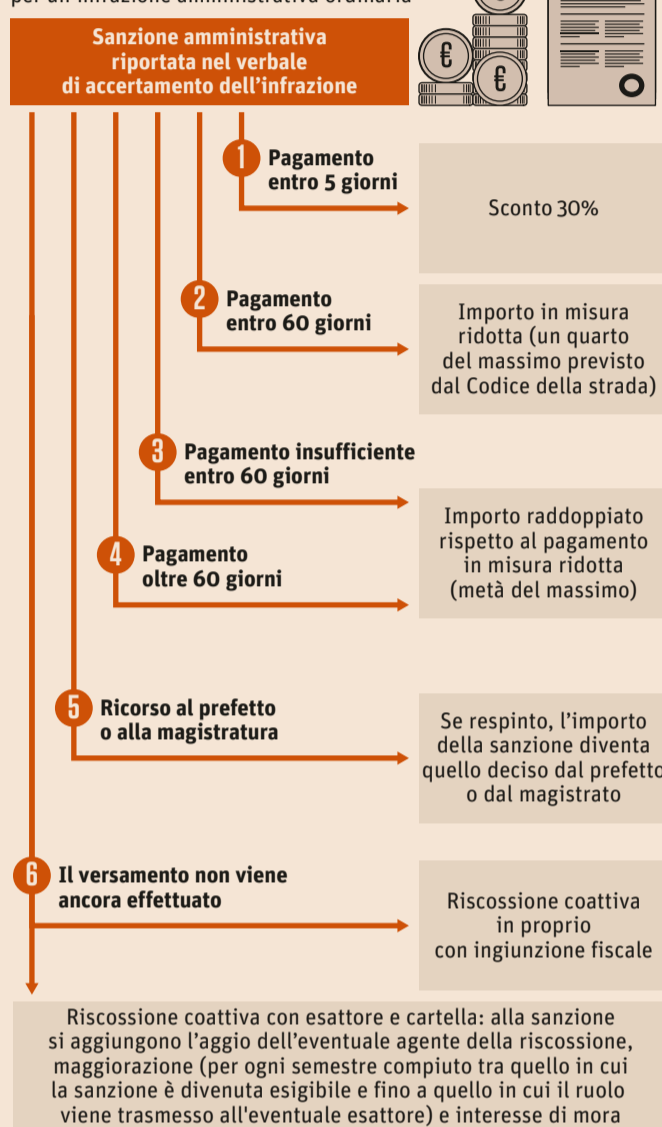 per un'infrazione amministrativa ordinaria
Sanzione amministrativa
riportata nel verbale
di accertamento dell'infrazione
€
€
1
Pagamento
entro 5 giorni
Sconto 30%
2
Pagamento
entro 60 giorni
Importo in misura
ridotta (un quarto
del massimo previsto
dal Codice della strada)
3
Pagamento insufficiente
entro 60 giorni
4
Pagamento
oltre 60 giorni
Importo raddoppiato
rispetto al pagamento
in misura ridotta
(metà del massimo)
5
Ricorso al prefetto
o alla magistratura
Se respinto, l'importo
della sanzione diventa
quello deciso dal prefetto
o dal magistrato
6
Il versamento non viene
ancora effettuato
Riscossione coattiva
in proprio
con ingiunzione fiscale
Riscossione coattiva con esattore e cartella: alla sanzione
si aggiungono l'aggio dell'eventuale agente della riscossione,
maggiorazione (per ogni semestre compiuto tra quello in cui
la sanzione è divenuta esigibile e fino a quello in cui il ruolo
viene trasmesso all'eventuale esattore) e interesse di mora